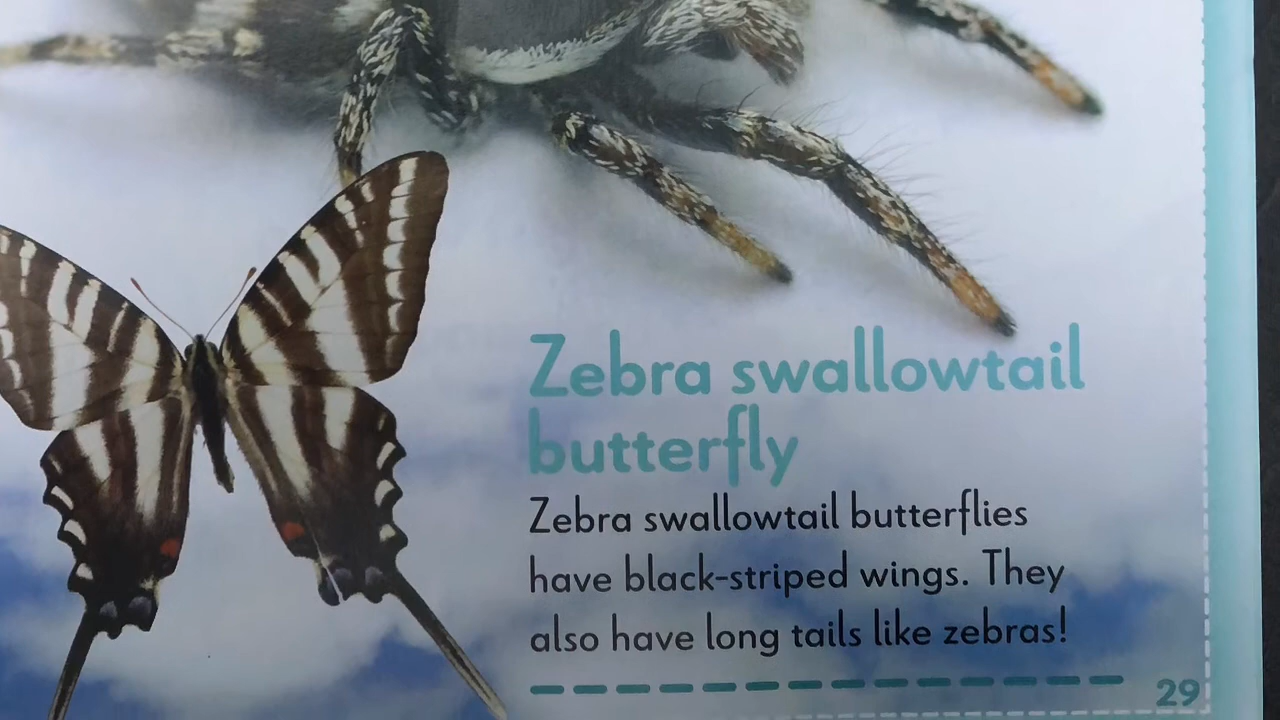 Zebra swallowtail
butterfly
Zebra swallowtail butterflies
have black-striped wings. They
also have long tails like zebras!
29